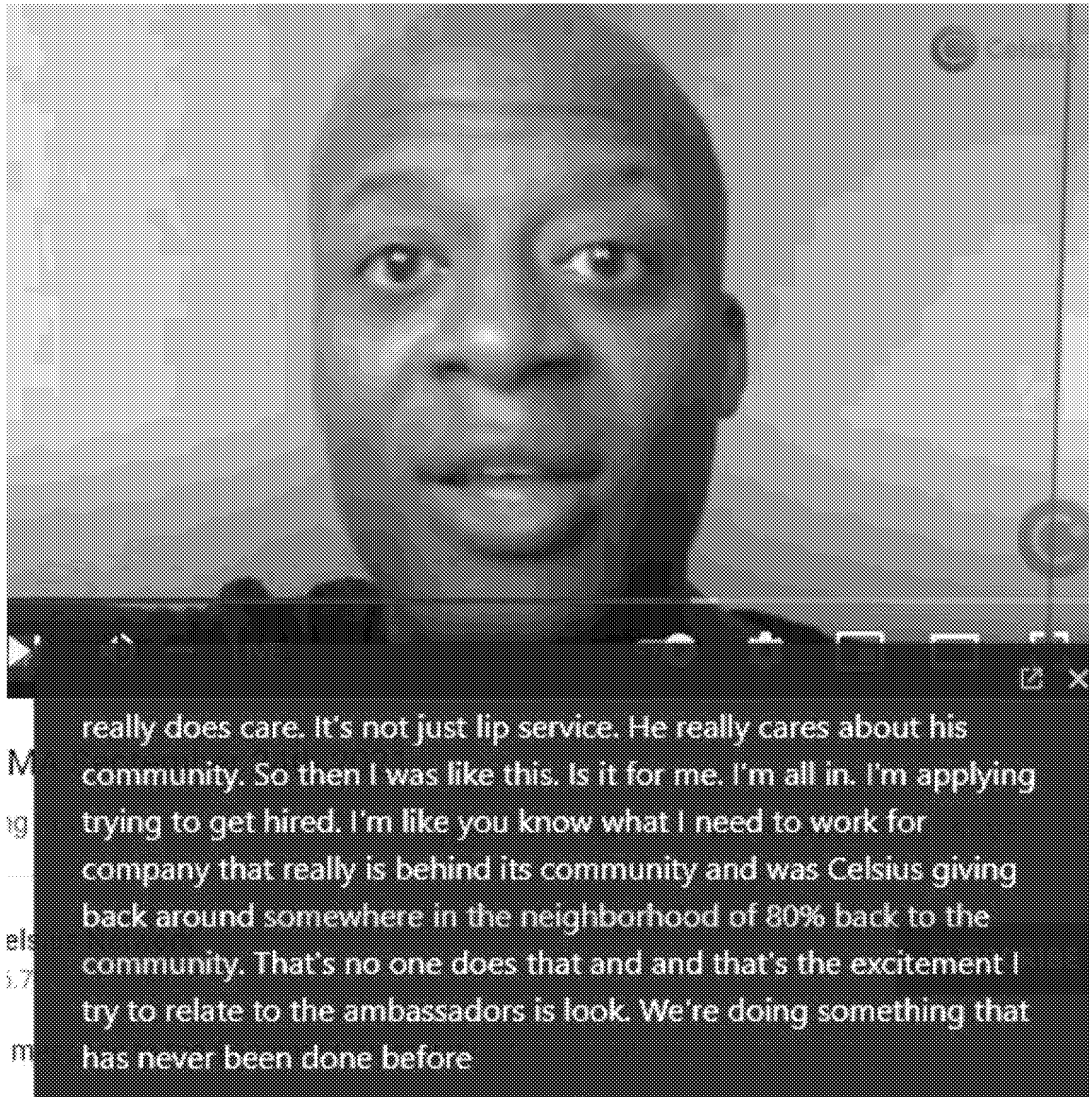 really does care. It's not just lip service. He really cares about his
community. So then I was like this. Is it for me. I'm all in. I'm applying
trying to get hired. I'm like you know what I need to work for
company that really is behind its community and was Celsius giving
back around somewhere in the neighborhood of 80% back to the
community. That's no one does that and and that's the excitement I
try to relate to the ambassadors is look. We're doing something that
has never been done before